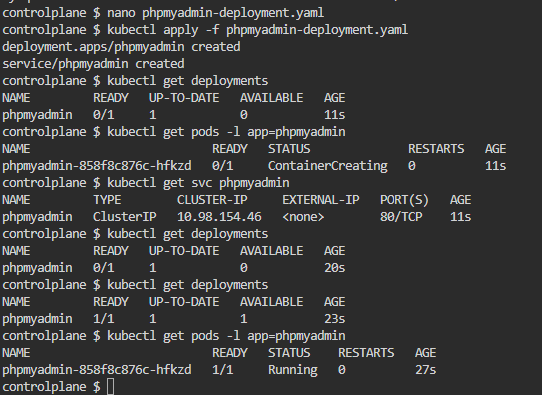 controlplane $ nano phpmyadmin-deployment.yaml
controlplane $ kubectl apply -f phpmyadmin-deployment.yaml
deployment.apps/phpmyadmin created
service/phpmyadmin created
controlplane $ kubectl get deployments
NAME         READY   UP-TO-DATE   AVAILABLE   AGE
phpmyadmin   0/1     1            0           11s
controlplane $ kubectl get pods -l app=phpmyadmin
NAME                          READY   STATUS              RESTARTS   AGE
phpmyadmin-858f8c876c-hfkzd   0/1     ContainerCreating   0          11s
controlplane $ kubectl get svc phpmyadmin
NAME         TYPE        CLUSTER-IP      EXTERNAL-IP   PORT(S)   AGE
phpmyadmin   ClusterIP   10.98.154.46   <none>        80/TCP    11s
controlplane $ kubectl get deployments
NAME         READY   UP-TO-DATE   AVAILABLE   AGE
phpmyadmin   0/1     1            0           20s
controlplane $ kubectl get deployments
NAME         READY   UP-TO-DATE   AVAILABLE   AGE
phpmyadmin   1/1     1            1           23s
controlplane $ kubectl get pods -l app=phpmyadmin
NAME                          READY   STATUS    RESTARTS   AGE
phpmyadmin-858f8c876c-hfkzd   1/1     Running   0          27s
controlplane $